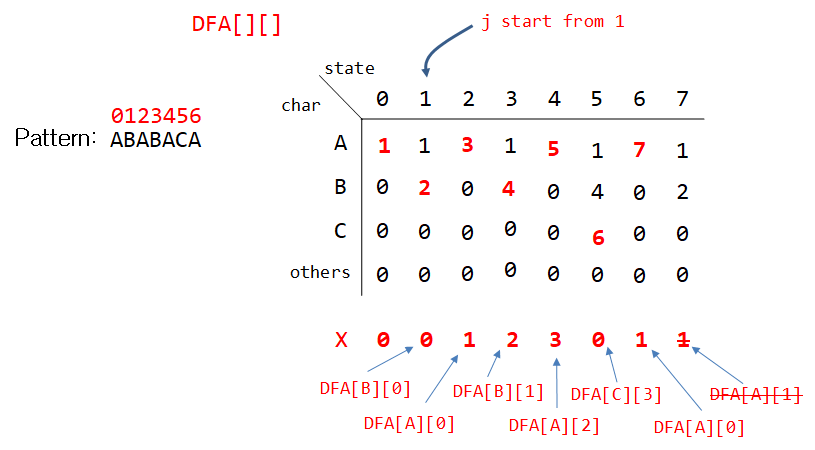 DFA[][]
j start from 1
state
char
0 1 2 3 4 5 6 7
0123456
Pattern: ABABACA
A 1 1 3 1 5 1 7 1
B 0 2 0 4 0 4 0 2
C 0 0 0 0 0 6 0 0
others 0 0 0 0 0 0 0 0
X 0 0 1 2 3 0 1 1
DFA[B][0] DFA[B][1] DFA[C][3] DFA[A][1]
DFA[A][0] DFA[A][2] DFA[A][0]